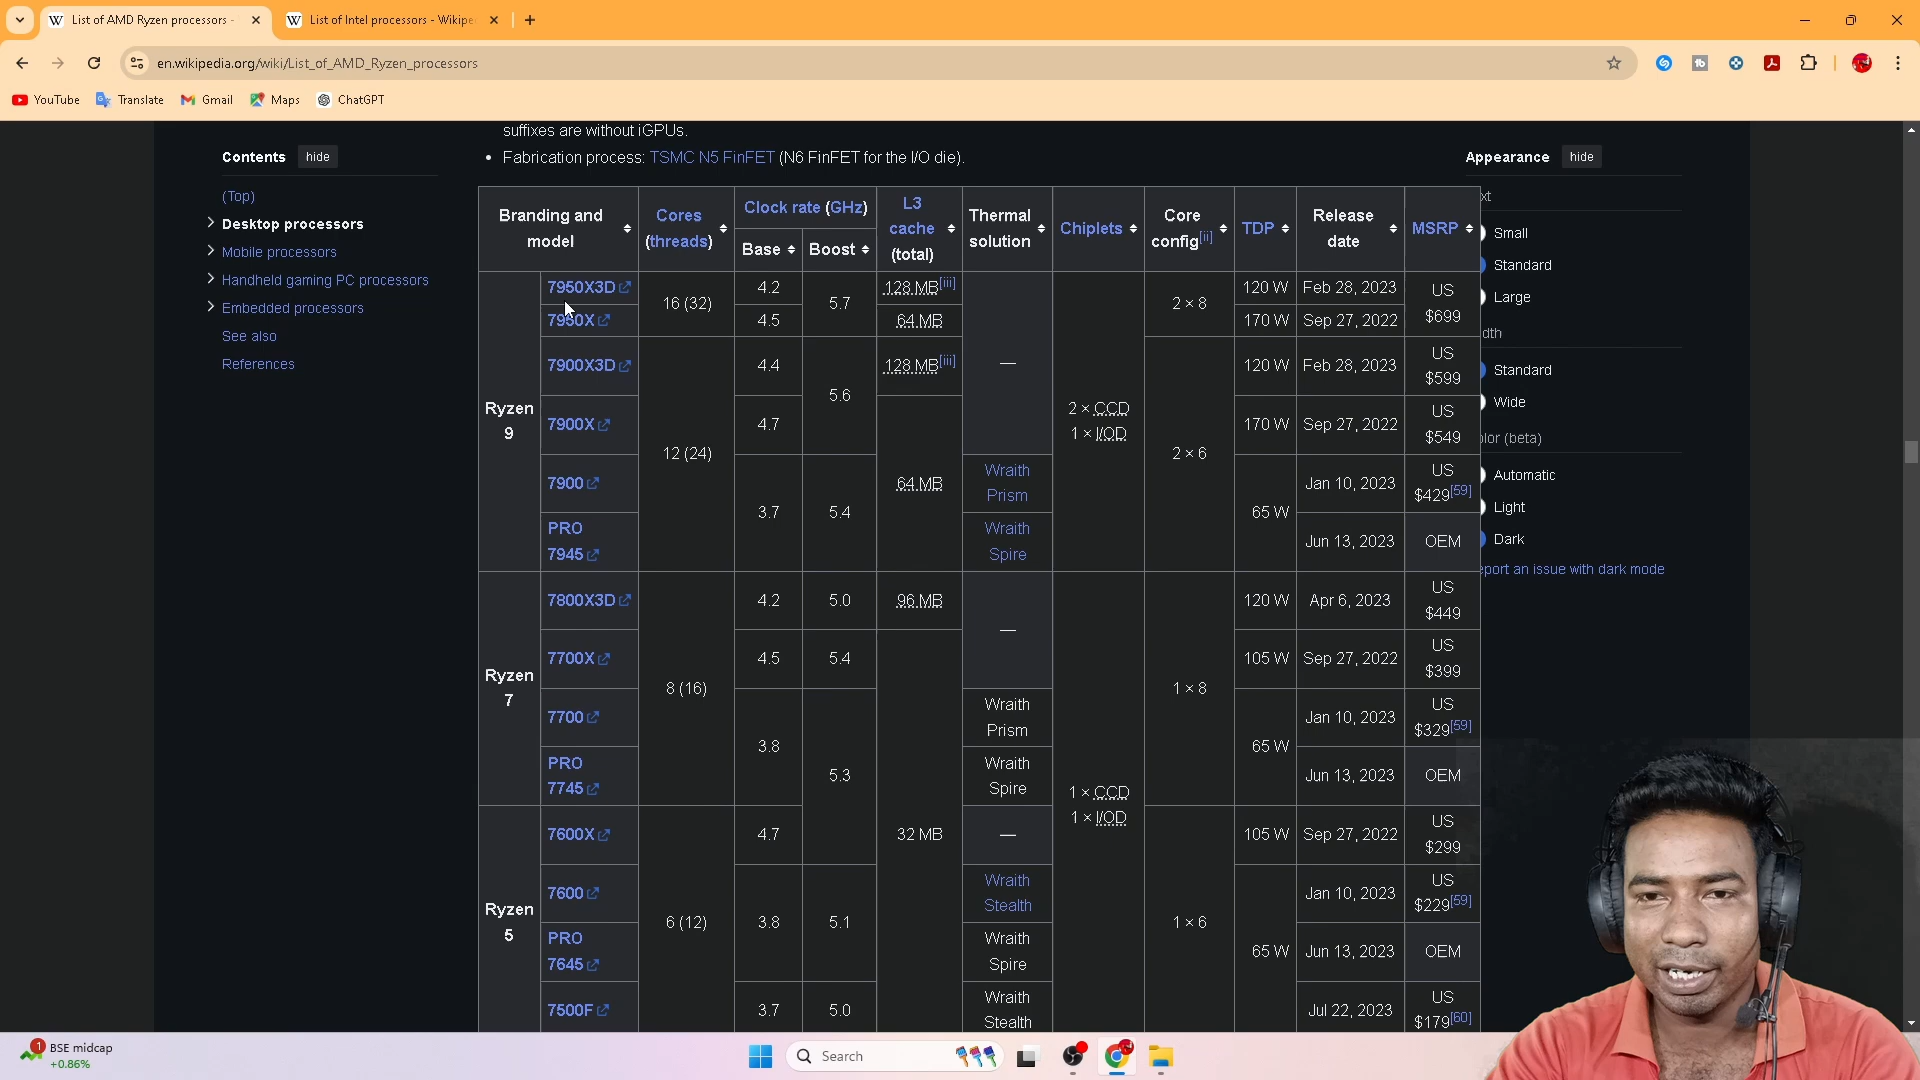 List of AMD Ryzen processors -
List of Intel processors - Wikipe
en.wikipedia.org/wiki/List_of_AMD_Ryzen_processors
YouTube
Translate
Gmail
Maps
ChatGPT
suffixes are without iGPUs.
• Fabrication process: TSMC N5 FinFET (N6 FinFET for the I/O die).
Contents hide
(Top)
Desktop processors
Mobile processors
Handheld gaming PC processors
Embedded processors
See also
References
Branding and
model
Cores
(threads)
Clock rate (GHz)
Base
Boost
L3
cache
(total)
Thermal
solution
Chiplets
Core
config[ii]
TDP
Release
date
MSRP
Ryzen
9
7950X3D
16 (32)
4.2
5.7
128 MB[iii]
—
2 × CCD
1 × I/OD
2 × 8
120 W
Feb 28, 2023
US
$699
7950X
4.5
64 MB
170 W
Sep 27, 2022
7900X3D
12 (24)
4.4
5.6
128 MB[iii]
2 × 6
120 W
Feb 28, 2023
US
$599
7900X
4.7
64 MB
170 W
Sep 27, 2022
US
$549
7900
3.7
5.4
Wraith
Prism
65 W
Jan 10, 2023
US
$429[59]
PRO
7945
Wraith
Spire
Jun 13, 2023
OEM
Ryzen
7
7800X3D
8 (16)
4.2
5.0
96 MB
—
1 × CCD
1 × I/OD
1 × 8
120 W
Apr 6, 2023
US
$449
7700X
4.5
5.4
32 MB
105 W
Sep 27, 2022
US
$399
7700
3.8
5.3
Wraith
Prism
65 W
Jan 10, 2023
US
$329[59]
PRO
7745
Wraith
Spire
Jun 13, 2023
OEM
Ryzen
5
7600X
6 (12)
4.7
—
1 × 6
105 W
Sep 27, 2022
US
$299
7600
3.8
5.1
Wraith
Stealth
65 W
Jan 10, 2023
US
$229[59]
PRO
7645
Wraith
Spire
Jun 13, 2023
OEM
7500F
3.7
5.0
Wraith
Stealth
Jul 22, 2023
US
$179[60]
Appearance hide
xt
Small
Standard
Large
dth
Standard
Wide
lor (beta)
Automatic
Light
Dark
eport an issue with dark mode
1
BSE midcap
+0.86%
Search